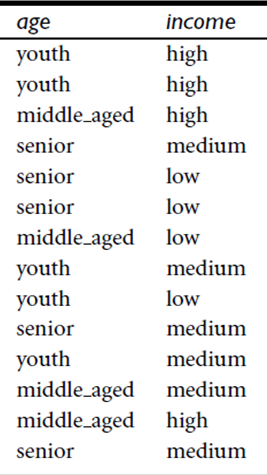 age income
youth high
youth high
middle_aged high
senior medium
senior low
senior low
middle_aged low
youth medium
youth low
senior medium
youth medium
middle_aged medium
middle_aged high
senior medium